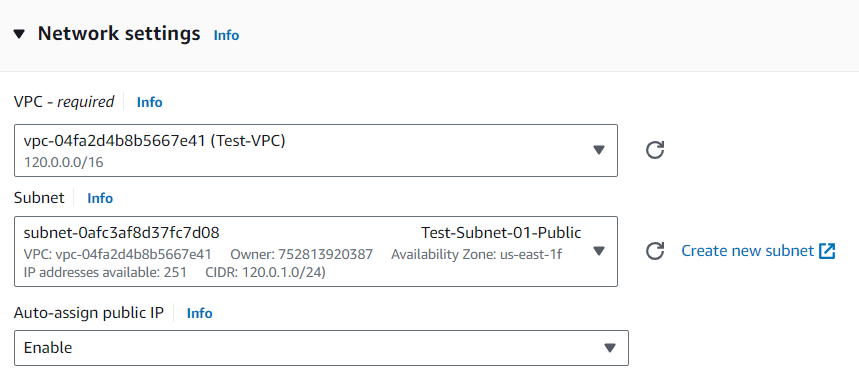 Network settings Info
VPC - required Info
vpc-04fa2d4b8b5667e41 (Test-VPC)
120.0.0.0/16
Subnet Info
subnet-0afc3af8d37fc7d08 Test-Subnet-01-Public
VPC: vpc-04fa2d4b8b5667e41 Owner: 752813920387 Availability Zone: us-east-1f
IP addresses available: 251 CIDR: 120.0.1.0/24)
Create new subnet
Auto-assign public IP Info
Enable